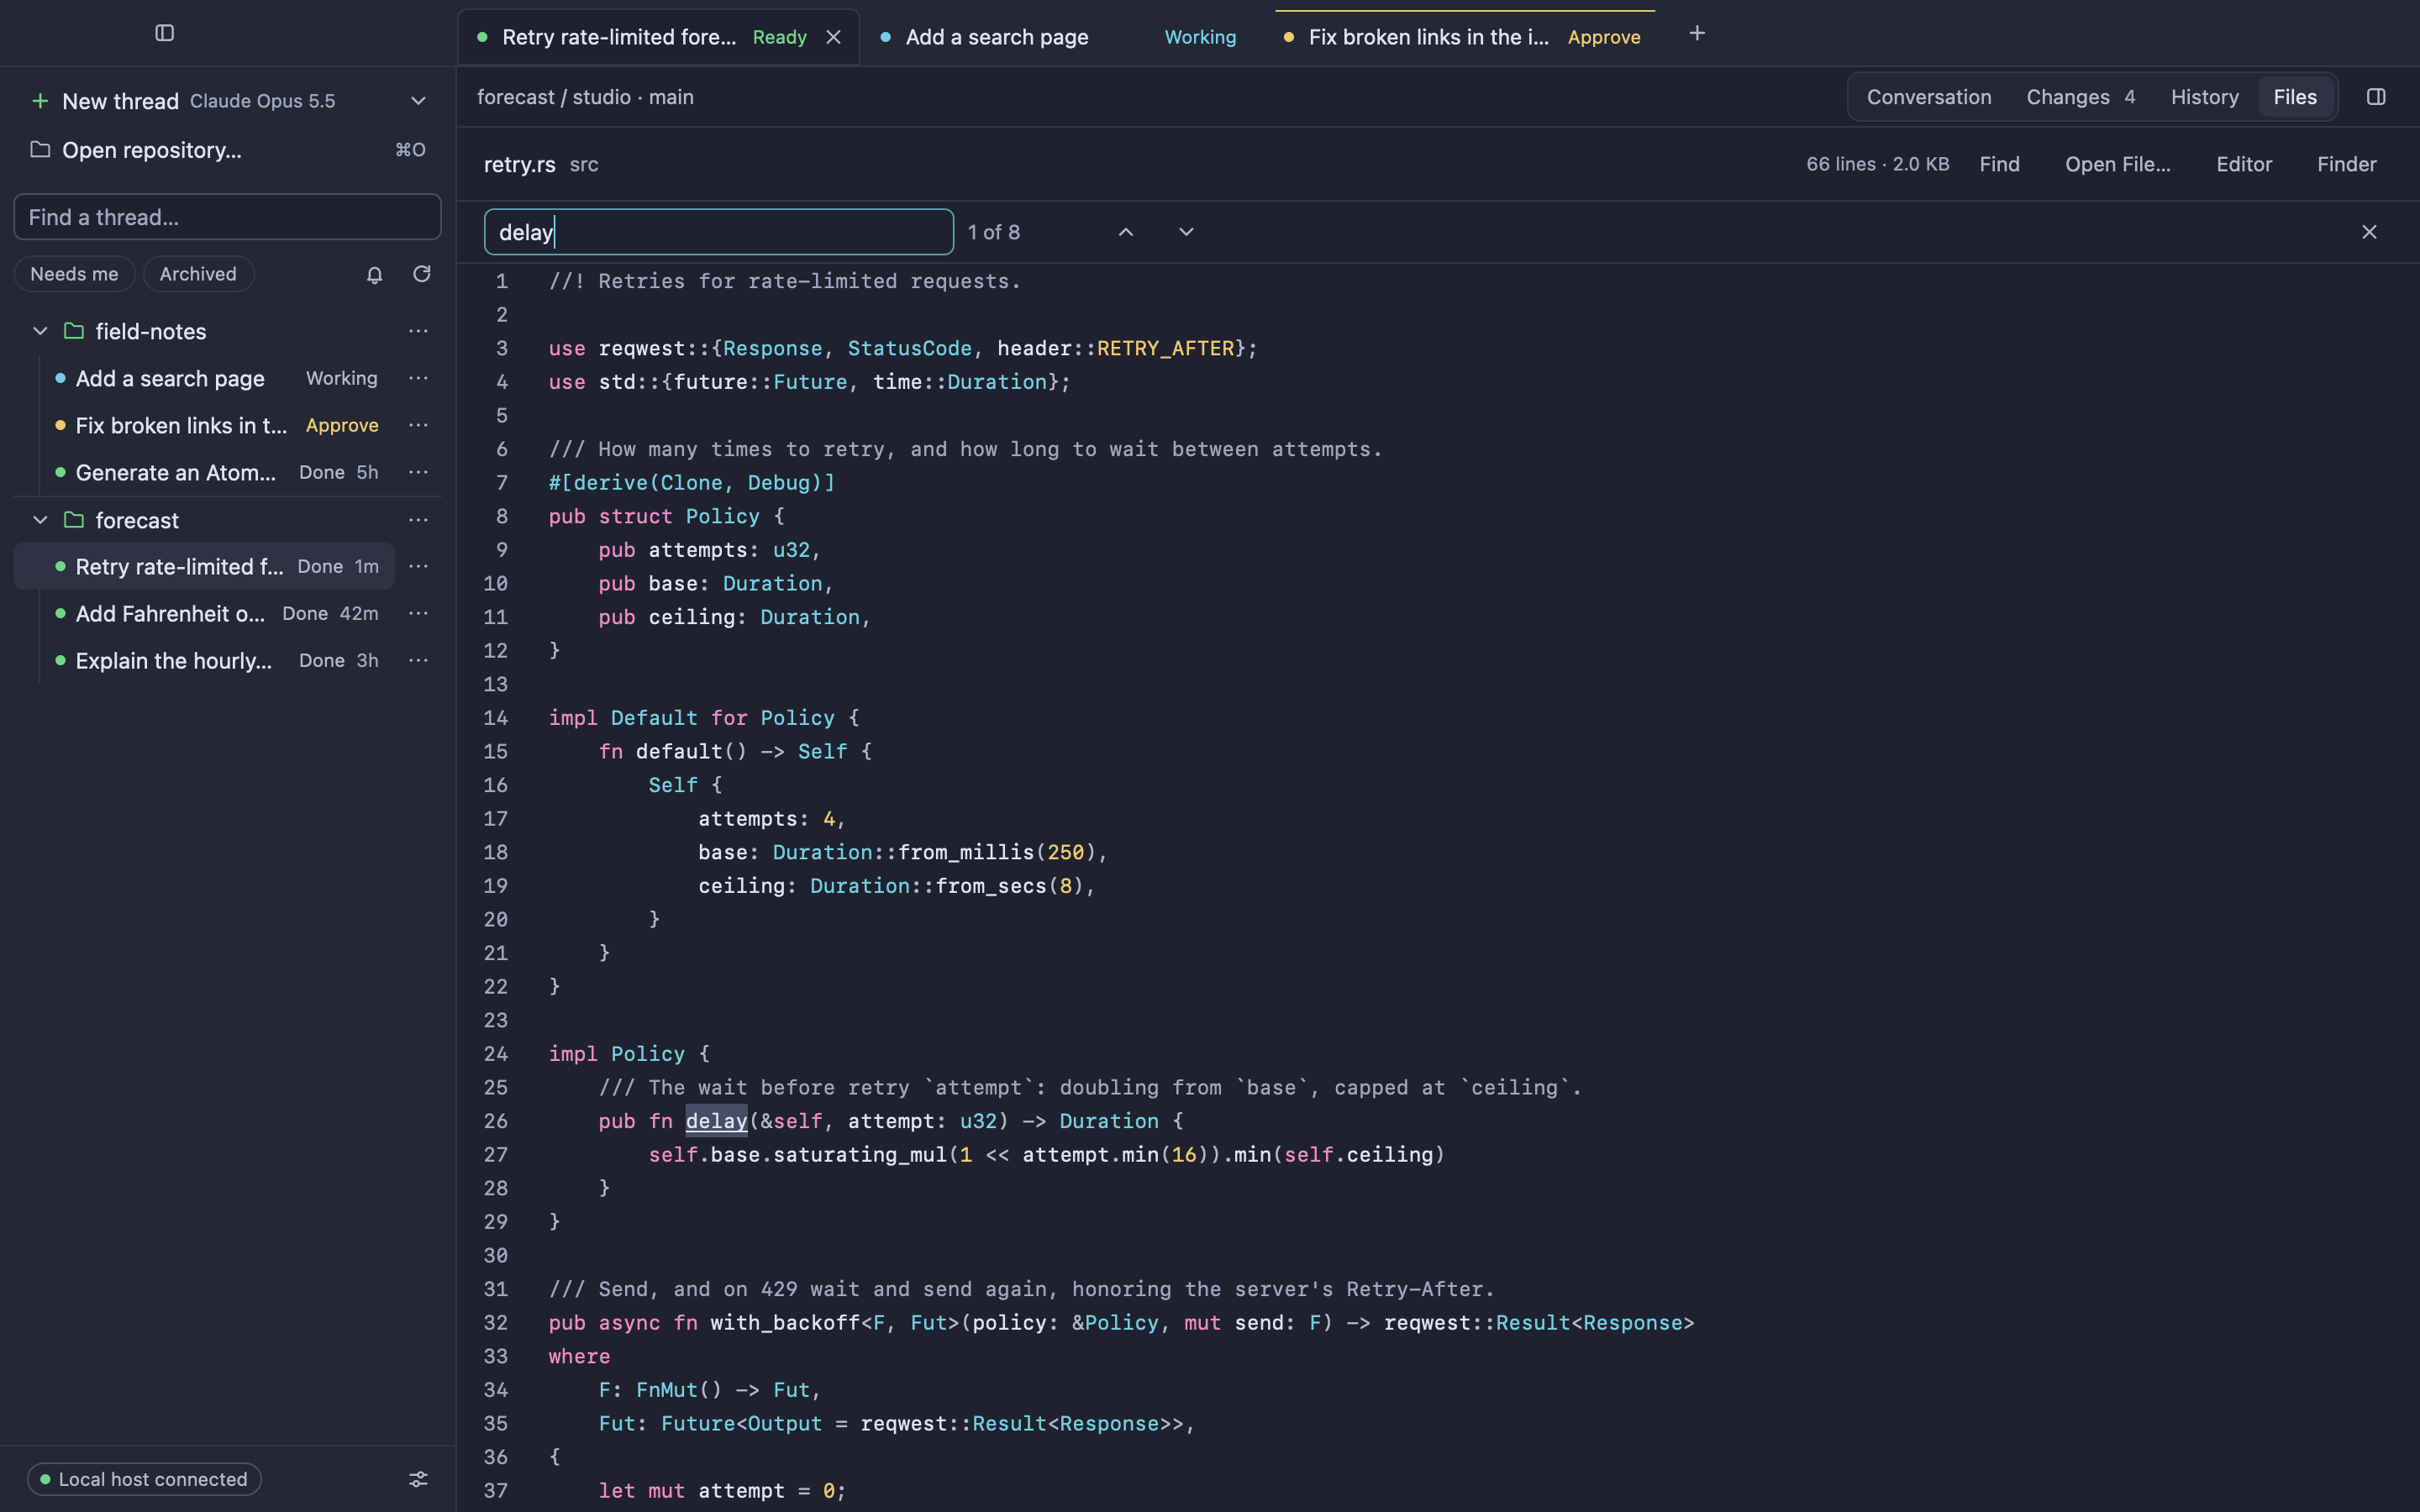 Retry rate-limited fore... Ready
Add a search page Working
Fix broken links in the i... Approve
New thread Claude Opus 5.5
Open repository... ⌘O
Find a thread...
Needs me Archived
field-notes
Add a search page Working
Fix broken links in t... Approve
Generate an Atom... Done 5h
forecast
Retry rate-limited f... Done 1m
Add Fahrenheit o... Done 42m
Explain the hourly... Done 3h
Local host connected
forecast / studio · main
Conversation Changes 4 History Files
retry.rs src
66 lines · 2.0 KB Find Open File... Editor Finder
delay 1 of 8
1 //! Retries for rate-limited requests.
2
3 use reqwest::{Response, StatusCode, header::RETRY_AFTER};
4 use std::{future::Future, time::Duration};
5
6 /// How many times to retry, and how long to wait between attempts.
7 #[derive(Clone, Debug)]
8 pub struct Policy {
9     pub attempts: u32,
10     pub base: Duration,
11     pub ceiling: Duration,
12 }
13
14 impl Default for Policy {
15     fn default() -> Self {
16         Self {
17             attempts: 4,
18             base: Duration::from_millis(250),
19             ceiling: Duration::from_secs(8),
20         }
21     }
22 }
23
24 impl Policy {
25     /// The wait before retry `attempt`: doubling from `base`, capped at `ceiling`.
26     pub fn delay(&self, attempt: u32) -> Duration {
27         self.base.saturating_mul(1 << attempt.min(16)).min(self.ceiling)
28     }
29 }
30
31 /// Send, and on 429 wait and send again, honoring the server's Retry-After.
32 pub async fn with_backoff<F, Fut>(policy: &Policy, mut send: F) -> reqwest::Result<Response>
33 where
34     F: FnMut() -> Fut,
35     Fut: Future<Output = reqwest::Result<Response>>,
36 {
37     let mut attempt = 0;